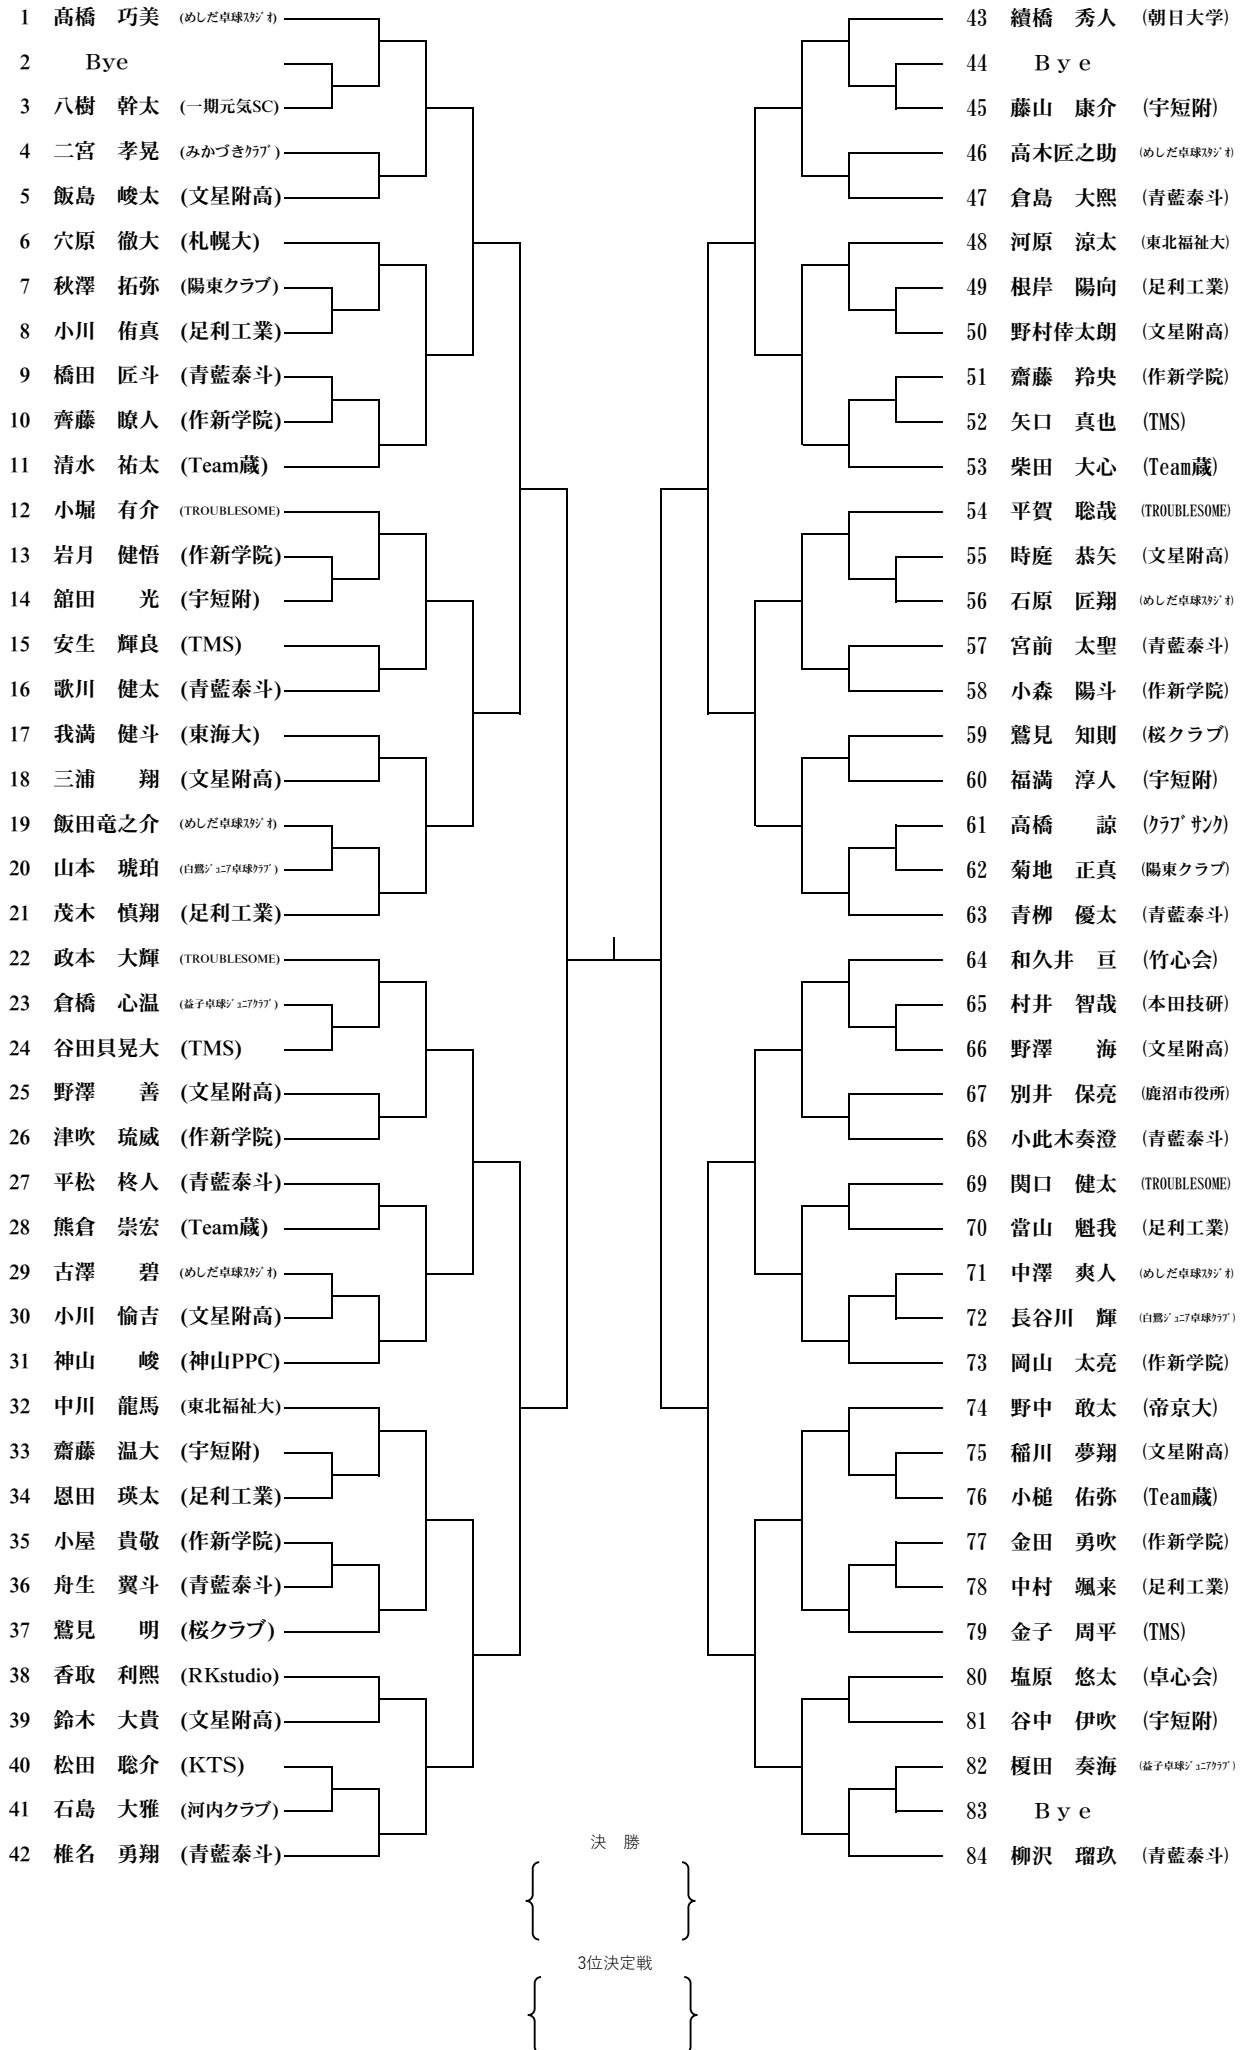 1 髙橋 巧美 (めしだ卓球ｽﾀｼﾞｵ)
2 Bye
3 八樹 幹太 (一期元気SC)
4 二宮 孝晃 (みかづきｸﾗﾌﾞ)
5 飯島 峻太 (文星附高)
6 穴原 徹大 (札幌大)
7 秋澤 拓弥 (陽東クラブ)
8 小川 侑真 (足利工業)
9 橋田 匠斗 (青藍泰斗)
10 齊藤 瞭人 (作新学院)
11 清水 祐太 (Team蔵)
12 小堀 有介 (TROUBLESOME)
13 岩月 健悟 (作新学院)
14 舘田 光 (宇短附)
15 安生 輝良 (TMS)
16 歌川 健太 (青藍泰斗)
17 我満 健斗 (東海大)
18 三浦 翔 (文星附高)
19 飯田竜之介 (めしだ卓球ｽﾀｼﾞｵ)
20 山本 琥珀 (白鷺ｼﾞｭﾆｱ卓球ｸﾗﾌﾞ)
21 茂木 慎翔 (足利工業)
22 政本 大輝 (TROUBLESOME)
23 倉橋 心温 (益子卓球ｼﾞｭﾆｱｸﾗﾌﾞ)
24 谷田貝晃大 (TMS)
25 野澤 善 (文星附高)
26 津吹 琉威 (作新学院)
27 平松 柊人 (青藍泰斗)
28 熊倉 崇宏 (Team蔵)
29 古澤 碧 (めしだ卓球ｽﾀｼﾞｵ)
30 小川 愉吉 (文星附高)
31 神山 峻 (神山PPC)
32 中川 龍馬 (東北福祉大)
33 齋藤 温大 (宇短附)
34 恩田 瑛太 (足利工業)
35 小屋 貴敬 (作新学院)
36 舟生 翼斗 (青藍泰斗)
37 鷲見 明 (桜クラブ)
38 香取 利熙 (RKstudio)
39 鈴木 大貴 (文星附高)
40 松田 聡介 (KTS)
41 石島 大雅 (河内クラブ)
42 椎名 勇翔 (青藍泰斗)
43 續橋 秀人 (朝日大学)
44 Bye
45 藤山 康介 (宇短附)
46 高木匠之助 (めしだ卓球ｽﾀｼﾞｵ)
47 倉島 大熙 (青藍泰斗)
48 河原 涼太 (東北福祉大)
49 根岸 陽向 (足利工業)
50 野村倖太朗 (文星附高)
51 齋藤 羚央 (作新学院)
52 矢口 真也 (TMS)
53 柴田 大心 (Team蔵)
54 平賀 聡哉 (TROUBLESOME)
55 時庭 恭矢 (文星附高)
56 石原 匠翔 (めしだ卓球ｽﾀｼﾞｵ)
57 宮前 太聖 (青藍泰斗)
58 小森 陽斗 (作新学院)
59 鷲見 知則 (桜クラブ)
60 福満 淳人 (宇短附)
61 高橋 諒 (ｸﾗﾌﾞｻﾝｸ)
62 菊地 正真 (陽東クラブ)
63 青栁 優太 (青藍泰斗)
64 和久井 亘 (竹心会)
65 村井 智哉 (本田技研)
66 野澤 海 (文星附高)
67 別井 保亮 (鹿沼市役所)
68 小此木奏澄 (青藍泰斗)
69 関口 健太 (TROUBLESOME)
70 當山 魁我 (足利工業)
71 中澤 爽人 (めしだ卓球ｽﾀｼﾞｵ)
72 長谷川 輝 (白鷺ｼﾞｭﾆｱ卓球ｸﾗﾌﾞ)
73 岡山 太亮 (作新学院)
74 野中 敢太 (帝京大)
75 稲川 夢翔 (文星附高)
76 小槌 佑弥 (Team蔵)
77 金田 勇吹 (作新学院)
78 中村 颯来 (足利工業)
79 金子 周平 (TMS)
80 塩原 悠太 (卓心会)
81 谷中 伊吹 (宇短附)
82 榎田 奏海 (益子卓球ｼﾞｭﾆｱｸﾗﾌﾞ)
83 Bye
84 柳沢 瑠玖 (青藍泰斗)
決 勝
3位決定戦